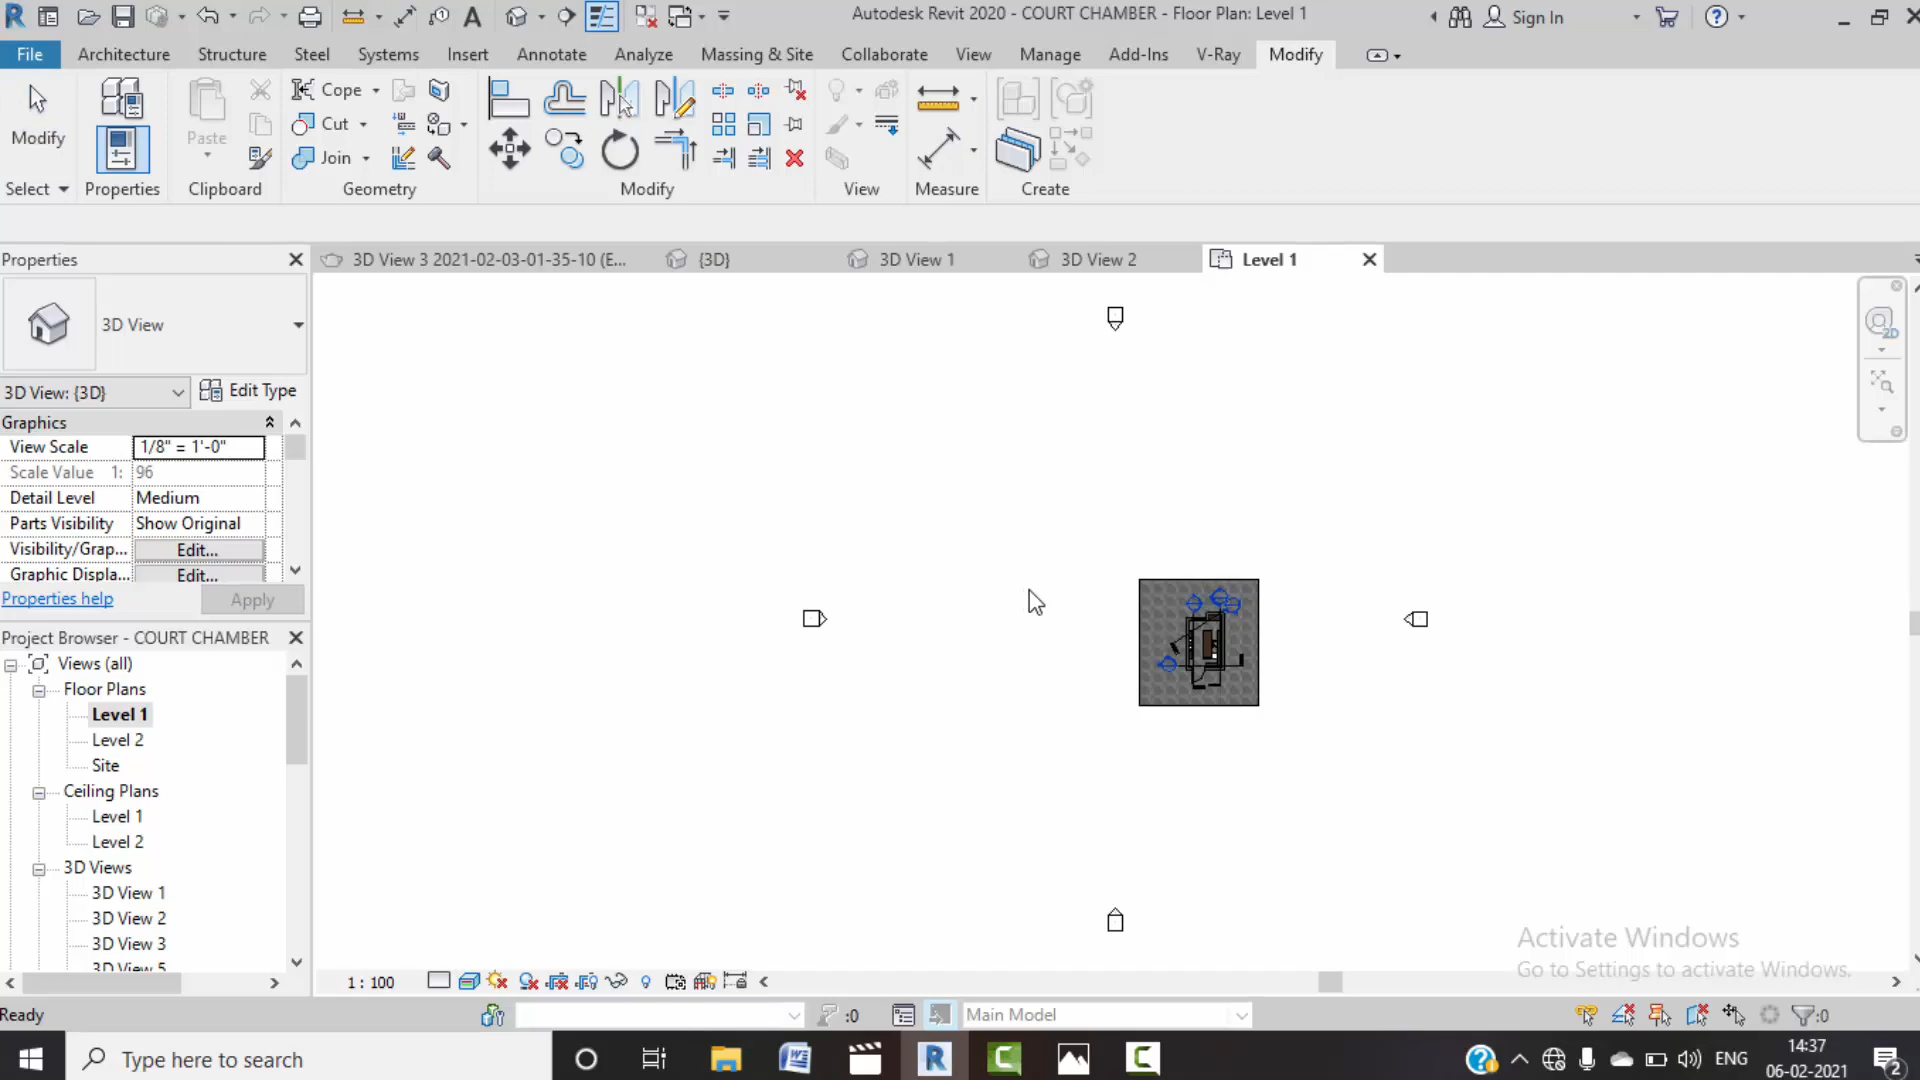 Autodesk Revit 2020 - COURT CHAMBER - Floor Plan: Level 1
Sign In
File Architecture Structure Steel Systems Insert Annotate Analyze Massing & Site Collaborate View Manage Add-Ins V-Ray Modify
Cope
Cut
Join
Modify
Paste
Select Properties Clipboard Geometry Modify View Measure Create
Properties
3D View 3 2021-02-03-01-35-10 (E...
{3D}
3D View 1
3D View 2
Level 1
3D View
3D View: {3D}
Edit Type
Graphics
View Scale 1/8" = 1'-0"
Scale Value 1: 96
Detail Level Medium
Parts Visibility Show Original
Visibility/Grap... Edit...
Graphic Displa... Edit...
Properties help
Apply
Project Browser - COURT CHAMBER
Views (all)
Floor Plans
Level 1
Level 2
Site
Ceiling Plans
Level 1
Level 2
3D Views
3D View 1
3D View 2
3D View 3
3D View 5
2D
Activate Windows
Go to Settings to activate Windows.
1 : 100
Ready
:0
Main Model
:0
Type here to search
ENG
14:37
06-02-2021
2